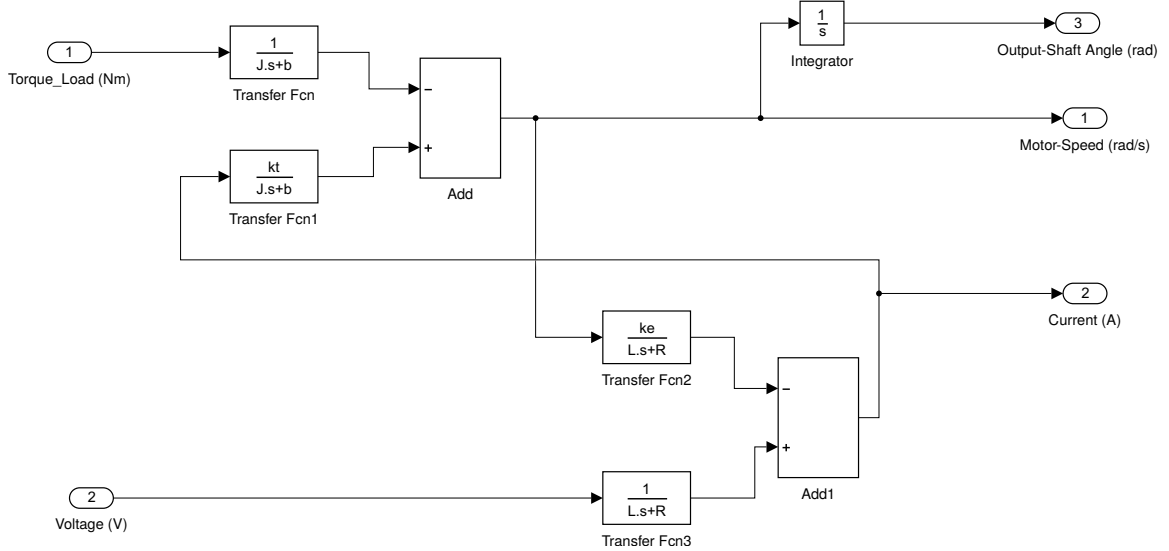 1
Torque_Load (Nm)
1
J.s+b
Transfer Fcn
kt
J.s+b
Transfer Fcn1
−
+
Add
1
s
Integrator
3
Output-Shaft Angle (rad)
1
Motor-Speed (rad/s)
2
Current (A)
ke
L.s+R
Transfer Fcn2
−
+
Add1
2
Voltage (V)
1
L.s+R
Transfer Fcn3